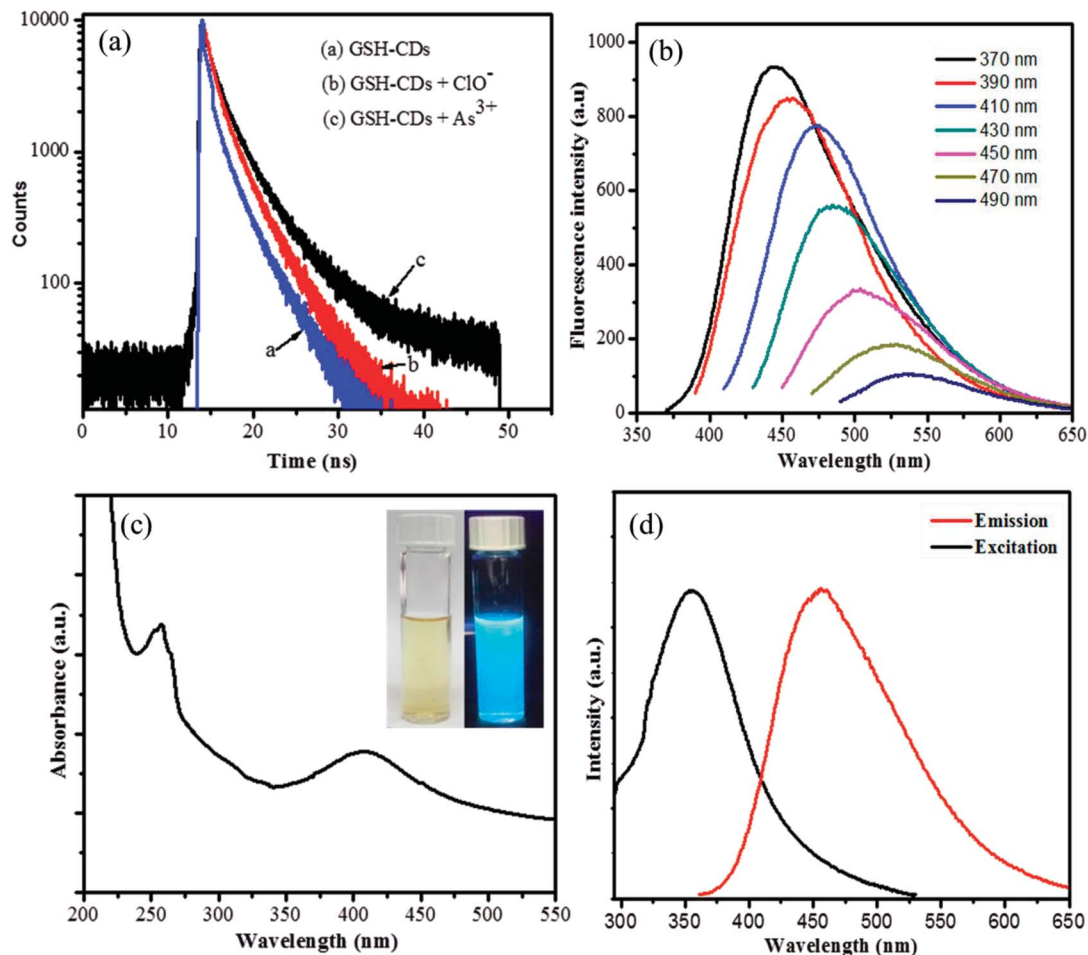 (a)
(a) GSH-CDs
(b) GSH-CDs + ClO⁻
(c) GSH-CDs + As³⁺
10000
1000
100
Counts
c
a
b
0 10 20 30 40 50
Time (ns)
(b)
370 nm
390 nm
410 nm
430 nm
450 nm
470 nm
490 nm
1000
800
600
400
200
0
Fluorescence intensity (a.u)
350 400 450 500 550 600 650
Wavelength (nm)
(c)
Absorbance (a.u.)
200 250 300 350 400 450 500 550
Wavelength (nm)
(d)
Emission
Excitation
Intensity (a.u.)
300 350 400 450 500 550 600 650
Wavelength (nm)